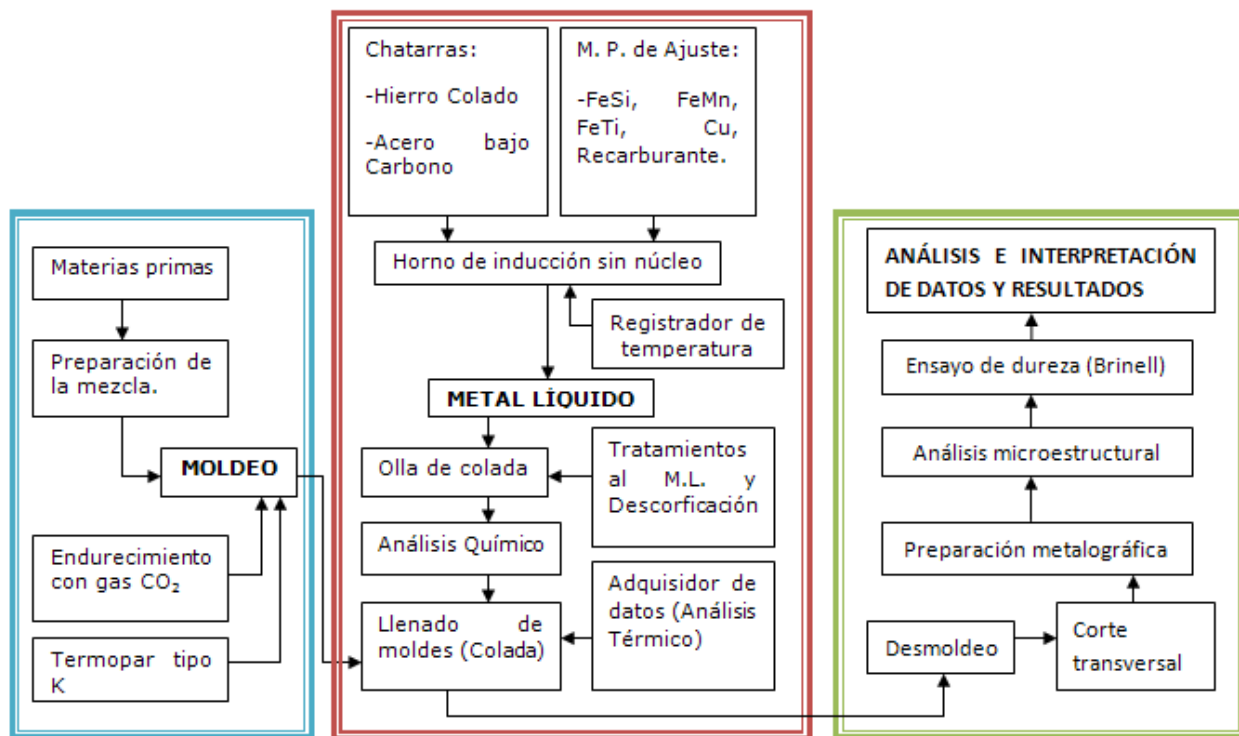 Materias primas
Preparación de
la mezcla.
MOLDEO
Endurecimiento
con gas CO₂
Termopar tipo
K
Chatarras:
-Hierro Colado
-Acero bajo
Carbono
M. P. de Ajuste:
-FeSi, FeMn,
FeTi, Cu,
Recarburante.
Horno de inducción sin núcleo
Registrador de
temperatura
METAL LÍQUIDO
Olla de colada
Tratamientos
al M.L. y
Descorficación
Análisis Químico
Adquisidor de
datos (Análisis
Térmico)
Llenado de
moldes (Colada)
Desmoldeo
Corte
transversal
Preparación metalográfica
Análisis microestructural
Ensayo de dureza (Brinell)
ANÁLISIS E INTERPRETACIÓN
DE DATOS Y RESULTADOS